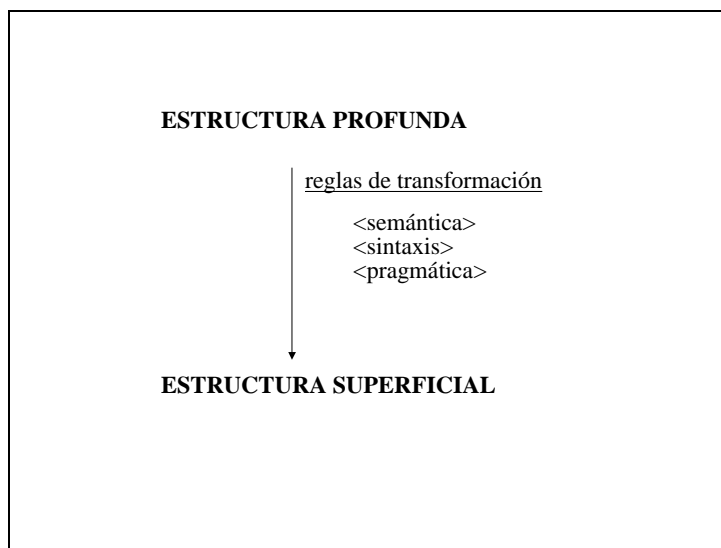 ESTRUCTURA PROFUNDA
reglas de transformación
<semántica>
<sintaxis>
<pragmática>
ESTRUCTURA SUPERFICIAL